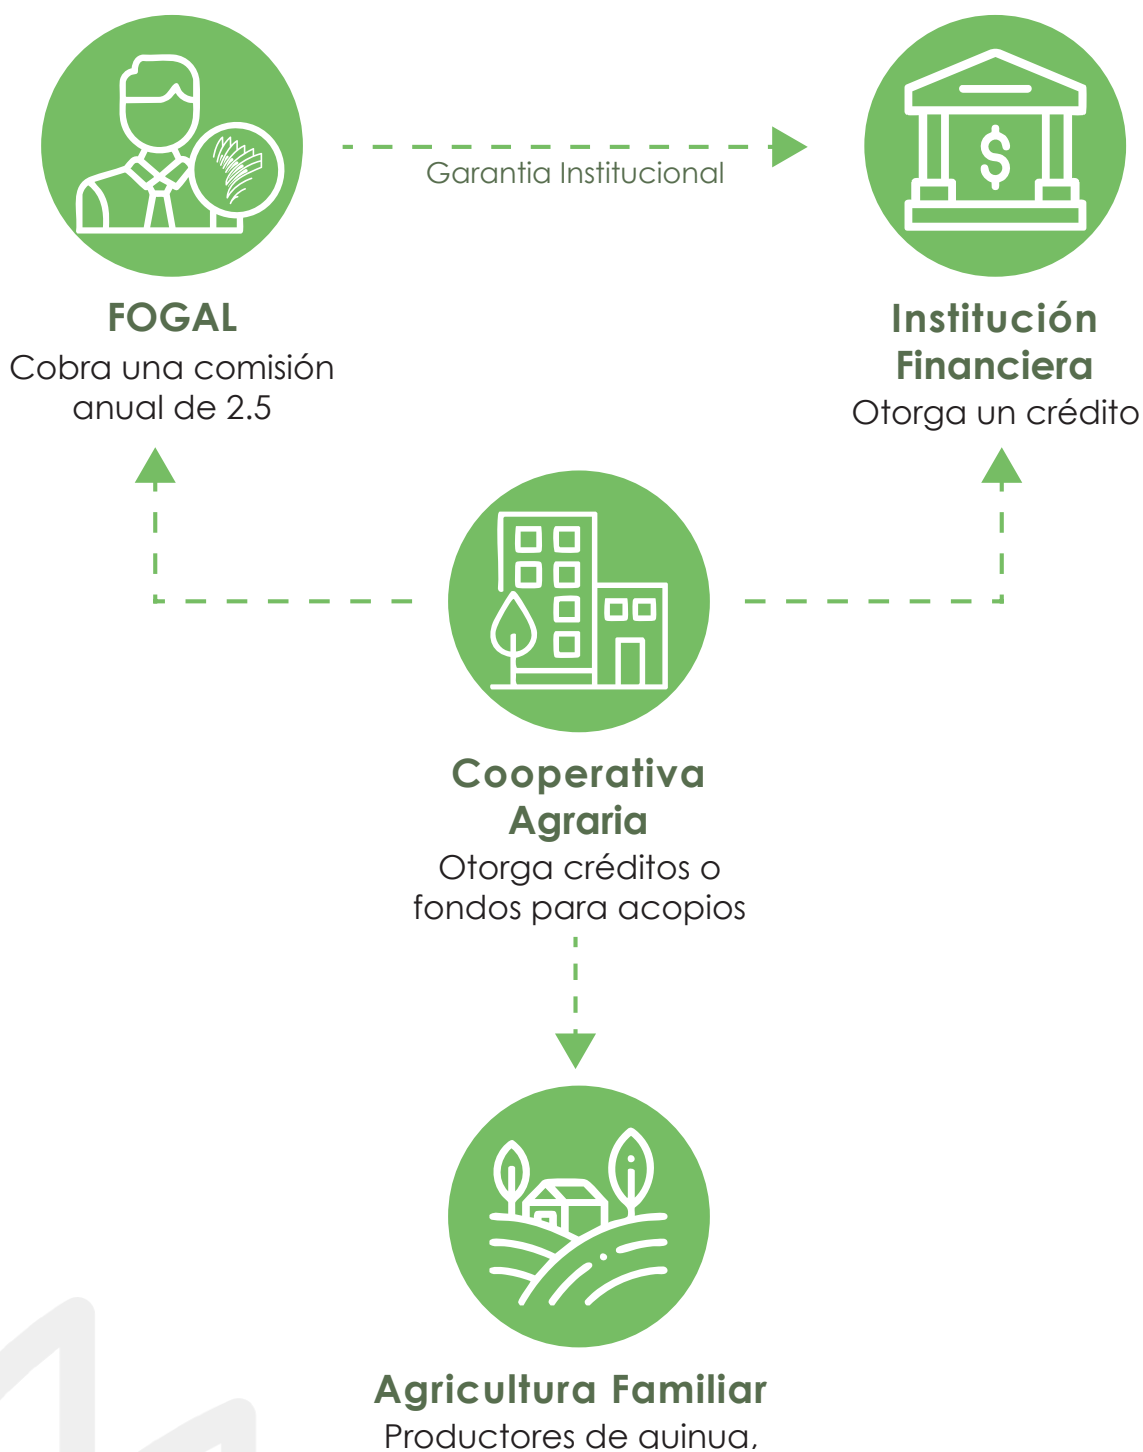 Garantia Institucional
FOGAL
Cobra una comisión
anual de 2.5
Institución
Financiera
Otorga un crédito
Cooperativa
Agraria
Otorga créditos o
fondos para acopios
Agricultura Familiar
Productores de quinua,